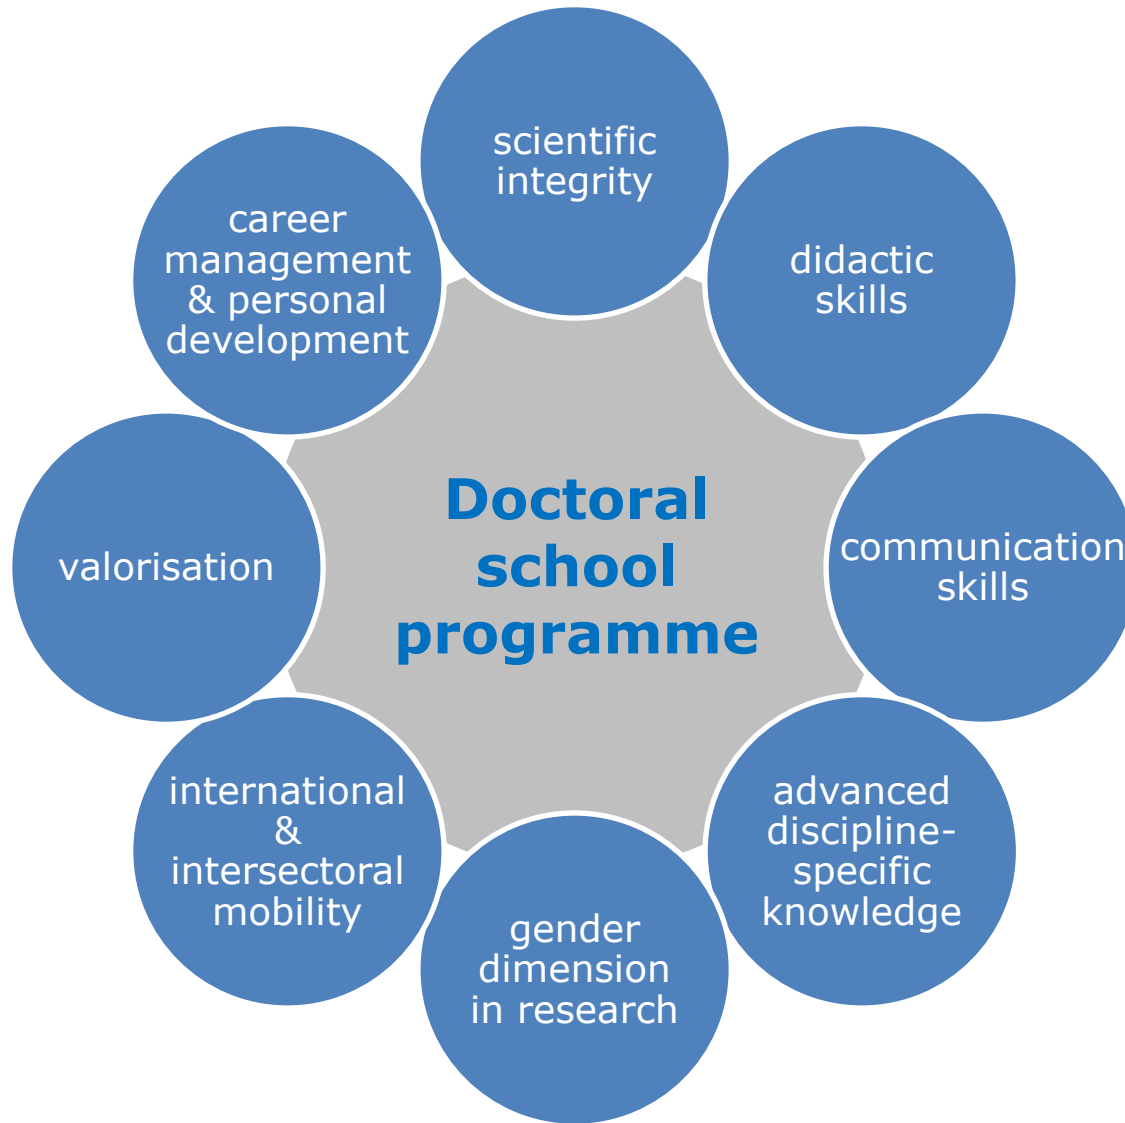 scientific
integrity
didactic
skills
communication
skills
advanced
discipline-
specific
knowledge
gender
dimension
in research
international
&
intersectoral
mobility
valorisation
career
management
& personal
development
Doctoral
school
programme